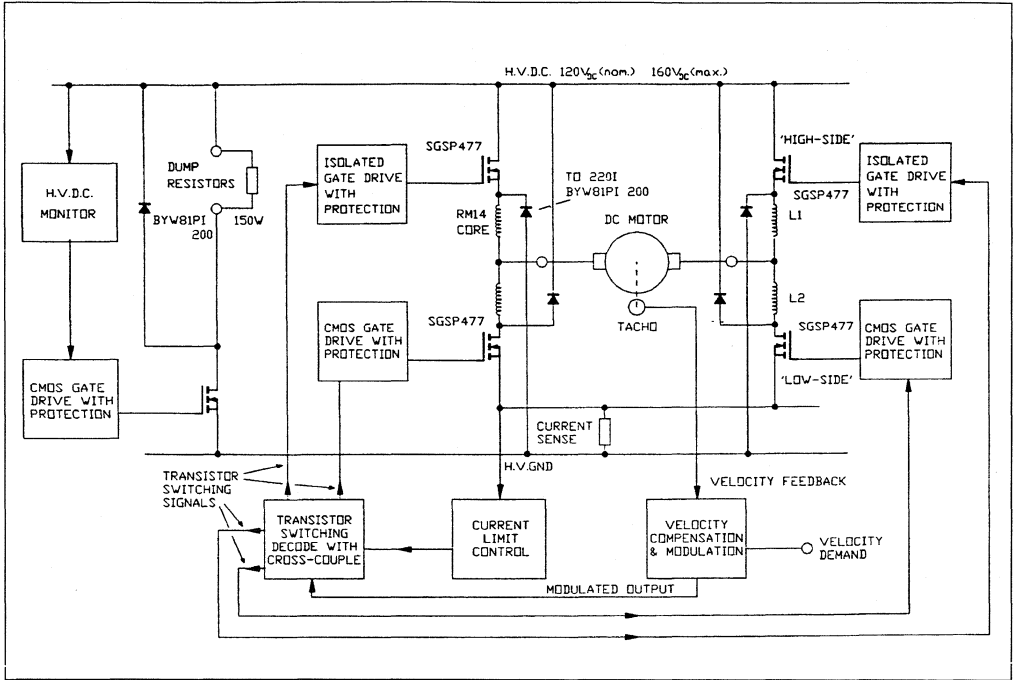 H.V.D.C. 120VDC(nom.) 160VDC(max.)
H.V.D.C.
MONITOR
DUMP
RESISTORS
BYW81PI
200
150W
ISOLATED
GATE DRIVE
WITH
PROTECTION
SGSP477
RM14
CORE
TO 220I
BYW81PI 200
DC MOTOR
TACHO
'HIGH-SIDE'
SGSP477
L1
ISOLATED
GATE DRIVE
WITH
PROTECTION
CMOS GATE
DRIVE WITH
PROTECTION
CMOS GATE
DRIVE WITH
PROTECTION
SGSP477
L2
SGSP477
'LOW-SIDE'
CMOS GATE
DRIVE WITH
PROTECTION
CURRENT
SENSE
H.V.GND
TRANSISTOR
SWITCHING
SIGNALS
VELOCITY FEEDBACK
TRANSISTOR
SWITCHING
DECODE WITH
CROSS-COUPLE
CURRENT
LIMIT
CONTROL
VELOCITY
COMPENSATION
& MODULATION
VELOCITY
DEMAND
MODULATED OUTPUT